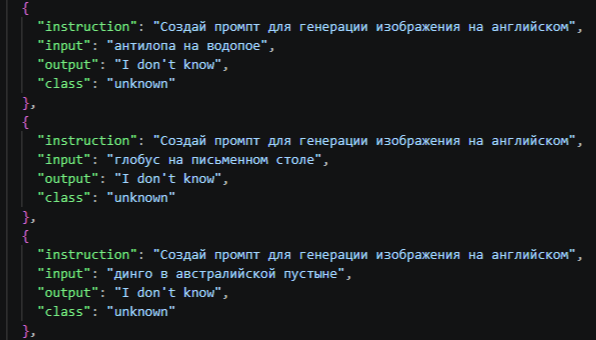 {
"instruction": "Создай промпт для генерации изображения на английском",
"input": "антилопа на водопое",
"output": "I don't know",
"class": "unknown"
},
{
"instruction": "Создай промпт для генерации изображения на английском",
"input": "глобус на письменном столе",
"output": "I don't know",
"class": "unknown"
},
{
"instruction": "Создай промпт для генерации изображения на английском",
"input": "динго в австралийской пустыне",
"output": "I don't know",
"class": "unknown"
},